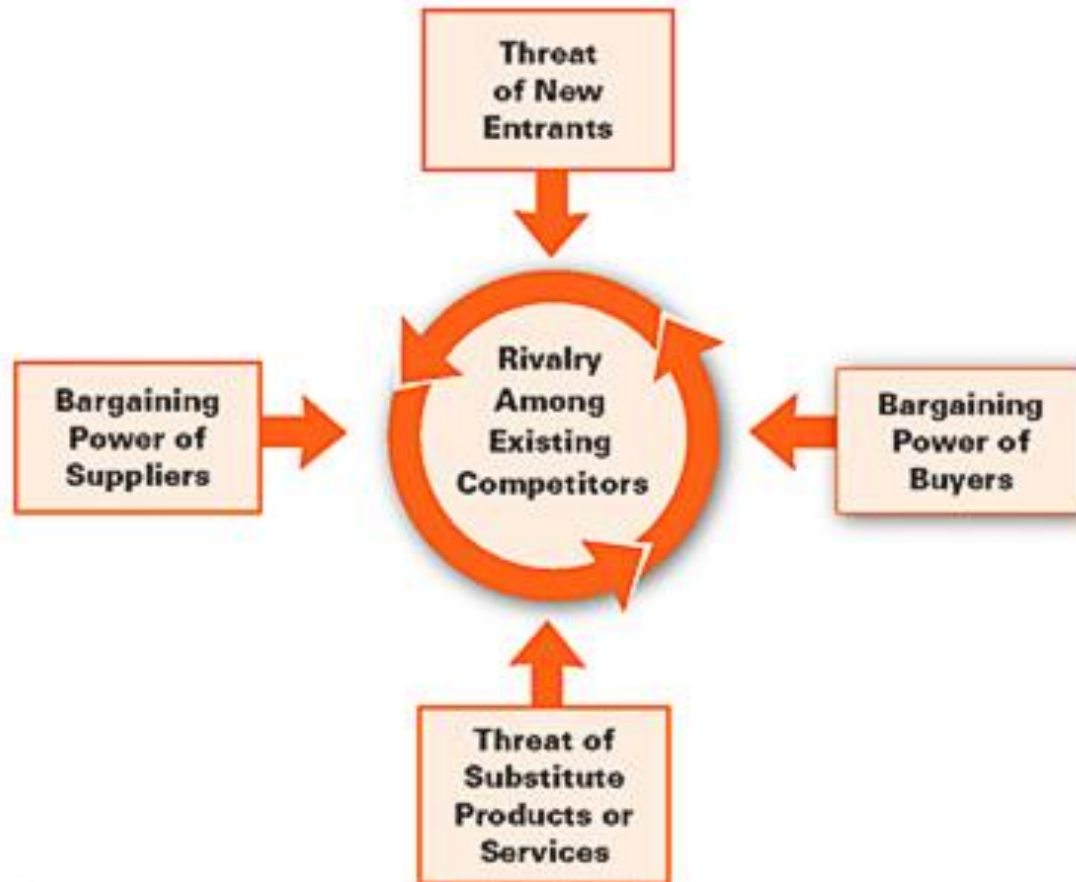 Threat
of New
Entrants
Rivalry
Among
Existing
Competitors
Bargaining
Power of
Suppliers
Bargaining
Power of
Buyers
Threat of
Substitute
Products or
Services